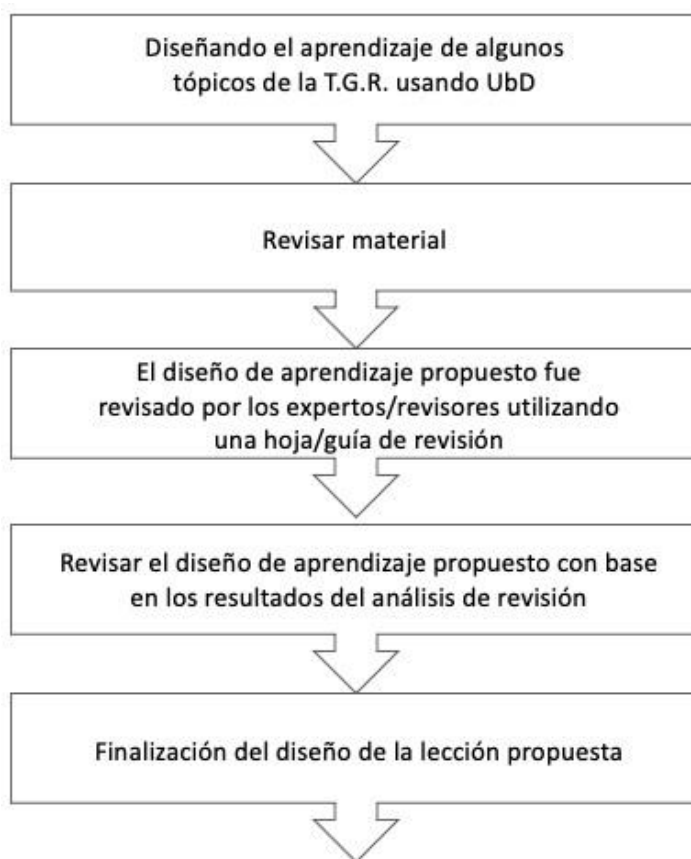 Diseñando el aprendizaje de algunos
tópicos de la T.G.R. usando UbD
Revisar material
El diseño de aprendizaje propuesto fue
revisado por los expertos/revisores utilizando
una hoja/guía de revisión
Revisar el diseño de aprendizaje propuesto con base
en los resultados del análisis de revisión
Finalización del diseño de la lección propuesta